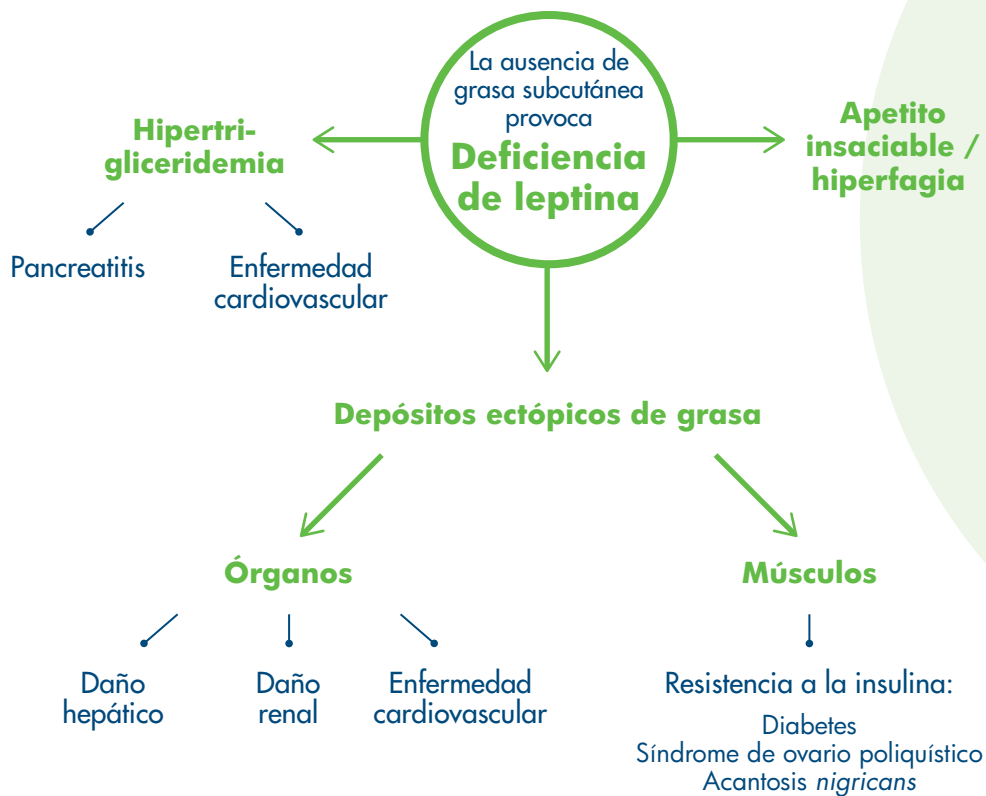 La ausencia de
grasa subcutánea
provoca
Deficiencia
de leptina
Hipertri-
gliceridemia
Pancreatitis
Enfermedad
cardiovascular
Apetito
insaciable /
hiperfagia
Depósitos ectópicos de grasa
Órganos
Daño
hepático
Daño
renal
Enfermedad
cardiovascular
Músculos
Resistencia a la insulina:
Diabetes
Síndrome de ovario poliquístico
Acantosis nigricans